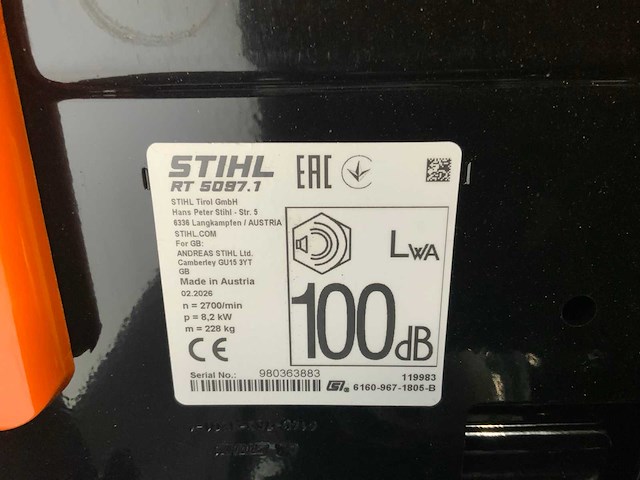 STIHL EAC
RT 5097.1
STIHL Tirol GmbH
Hans Peter Stihl - Str. 5
6336 Langkampfen / AUSTRIA
STIHL.COM
For GB:
ANDREAS STIHL Ltd.
Camberley GU15 3YT
GB
Made in Austria
02.2026
n = 2700/min
p = 8,2 kW
m = 228 kg
CE
LWA
100dB
Serial No.: 980363883 119983
6160-967-1805-B